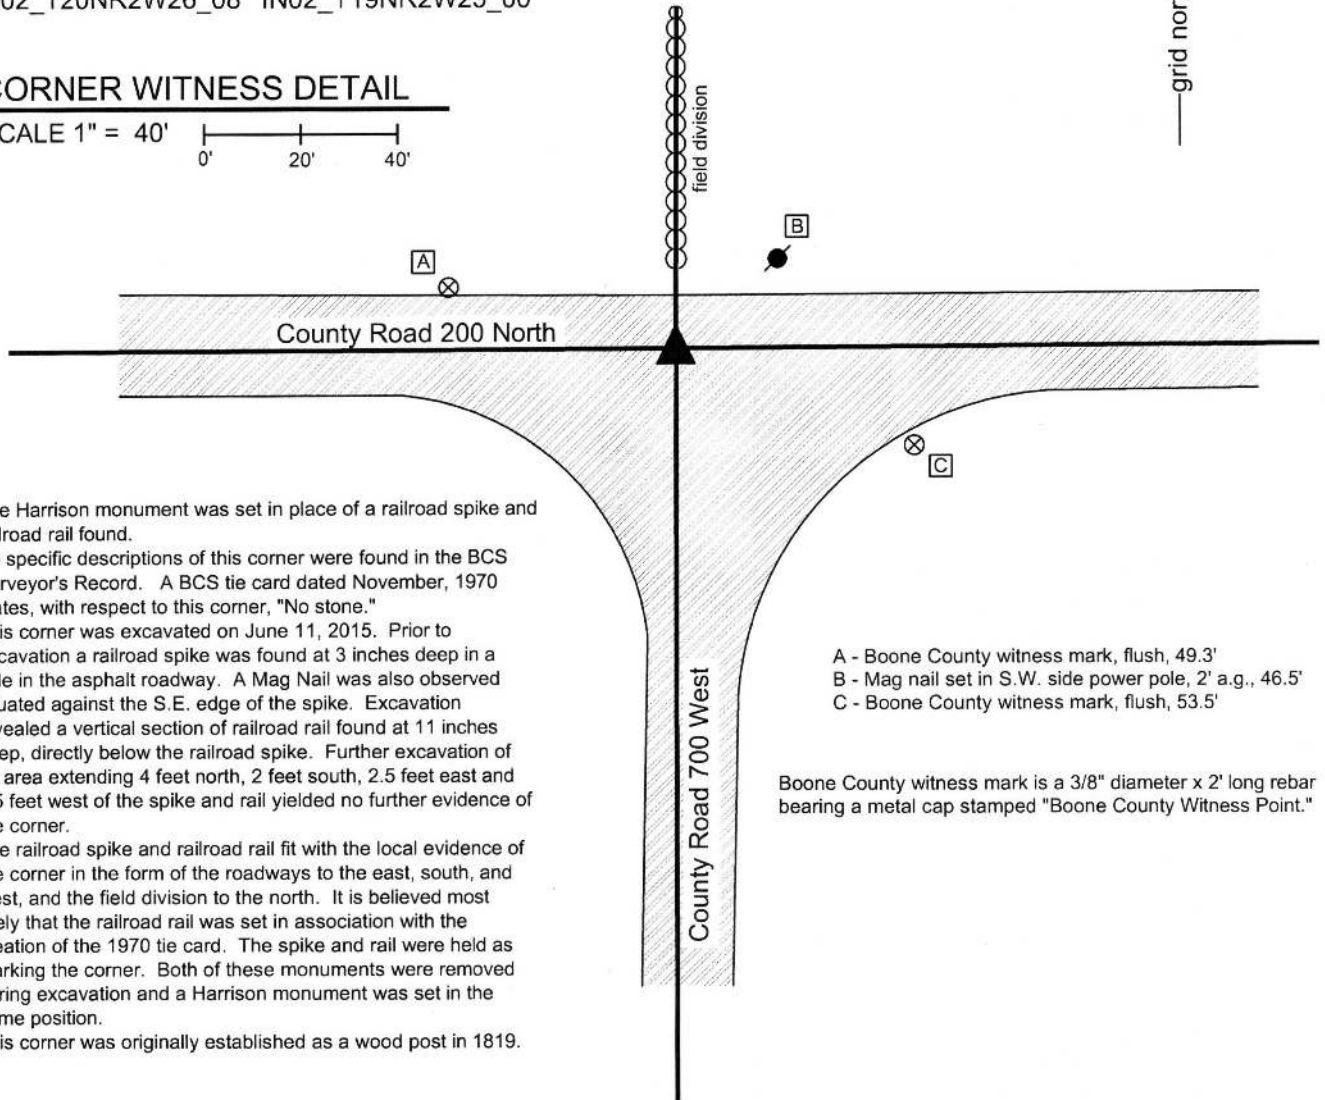 CORNER WITNESS DETAIL
SCALE 1" = 40'
0' 20' 40'
field division
grid nor
A
B
County Road 200 North
C
e Harrison monument was set in place of a railroad spike and
lroad rail found.
specific descriptions of this corner were found in the BCS
rveyor's Record. A BCS tie card dated November, 1970
tes, with respect to this corner, "No stone."
is corner was excavated on June 11, 2015. Prior to
cavation a railroad spike was found at 3 inches deep in a
le in the asphalt roadway. A Mag Nail was also observed
uated against the S.E. edge of the spike. Excavation
vealed a vertical section of railroad rail found at 11 inches
ep, directly below the railroad spike. Further excavation of
area extending 4 feet north, 2 feet south, 2.5 feet east and
5 feet west of the spike and rail yielded no further evidence of
e corner.
e railroad spike and railroad rail fit with the local evidence of
e corner in the form of the roadways to the east, south, and
st, and the field division to the north. It is believed most
ely that the railroad rail was set in association with the
eation of the 1970 tie card. The spike and rail were held as
arking the corner. Both of these monuments were removed
ring excavation and a Harrison monument was set in the
me position.
is corner was originally established as a wood post in 1819.
County Road 700 West
A - Boone County witness mark, flush, 49.3'
B - Mag nail set in S.W. side power pole, 2' a.g., 46.5'
C - Boone County witness mark, flush, 53.5'
Boone County witness mark is a 3/8" diameter x 2' long rebar
bearing a metal cap stamped "Boone County Witness Point."